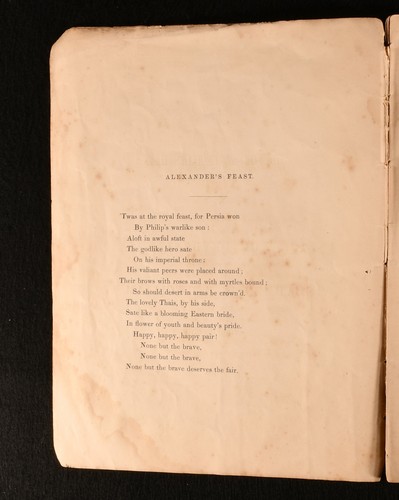 ALEXANDER'S FEAST.
Twas at the royal feast, for Persia won
By Philip's warlike son:
Aloft in awful state
The godlike hero sate
On his imperial throne;
His valiant peers were placed around;
Their brows with roses and with myrtles bound;
So should desert in arms be crown'd.
The lovely Thais, by his side,
Sate like a blooming Eastern bride,
In flower of youth and beauty's pride.
Happy, happy, happy pair!
None but the brave,
None but the brave,
None but the brave deserves the fair.